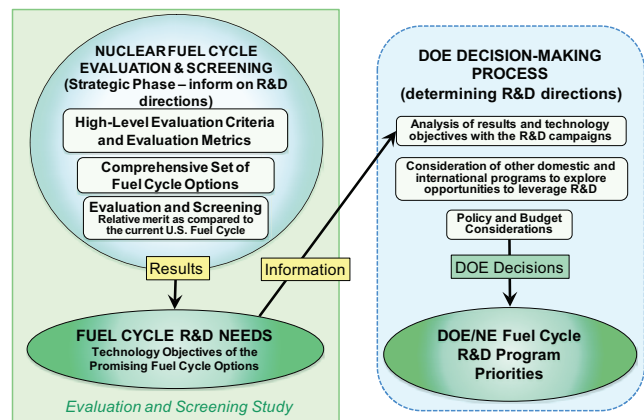 NUCLEAR FUEL CYCLE
EVALUATION & SCREENING
(Strategic Phase – inform on R&D
directions)
High-Level Evaluation Criteria
and Evaluation Metrics
Comprehensive Set of
Fuel Cycle Options
Evaluation and Screening
Relative merit as compared to
the current U.S. Fuel Cycle
Results
Information
FUEL CYCLE R&D NEEDS
Technology Objectives of the
Promising Fuel Cycle Options
Evaluation and Screening Study
DOE DECISION-MAKING
PROCESS
(determining R&D directions)
Analysis of results and technology
objectives with the R&D campaigns
Consideration of other domestic and
international programs to explore
opportunities to leverage R&D
Policy and Budget
Considerations
DOE Decisions
DOE/NE Fuel Cycle
R&D Program
Priorities